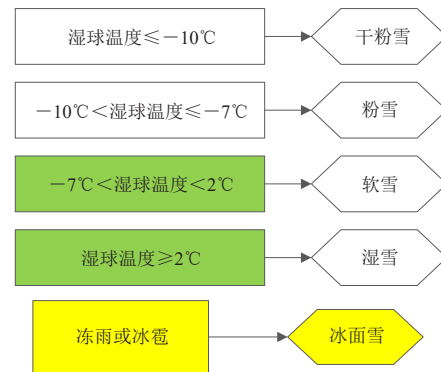 湿球温度≤－10℃ 干粉雪
－10℃＜湿球温度≤－7℃ 粉雪
－7℃＜湿球温度＜2℃ 软雪
湿球温度≥2℃ 湿雪
冻雨或冰雹 冰面雪